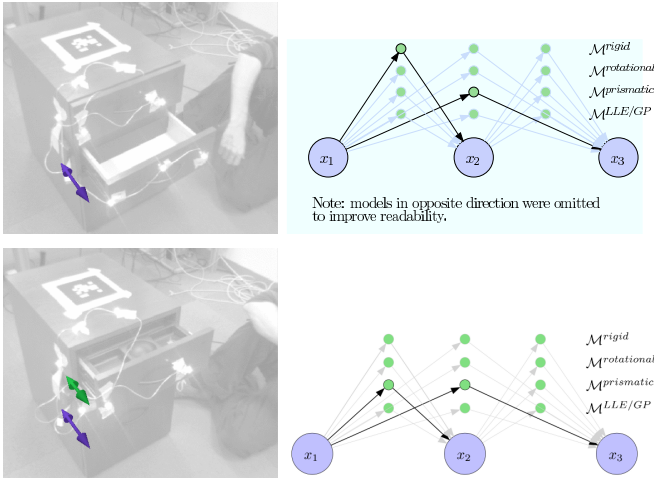 M^rigid
M^rotational
M^prismatic
M^LLE/GP
x1 x2 x3
Note: models in opposite direction were omitted
to improve readability.
M^rigid
M^rotational
M^prismatic
M^LLE/GP
x1 x2 x3